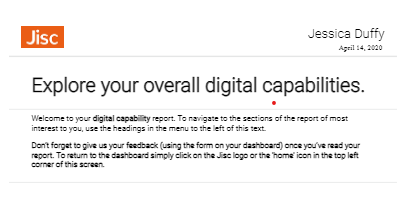 Jisc
Jessica Duffy
April 14, 2020
Explore your overall digital capabilities.
Welcome to your digital capability report. To navigate to the sections of the report of most
interest to you, use the headings in the menu to the left of this text.
Don't forget to give us your feedback (using the form on your dashboard) once you've read your
report. To return to the dashboard simply click on the Jisc logo or the 'home' icon in the top left
corner of this screen.